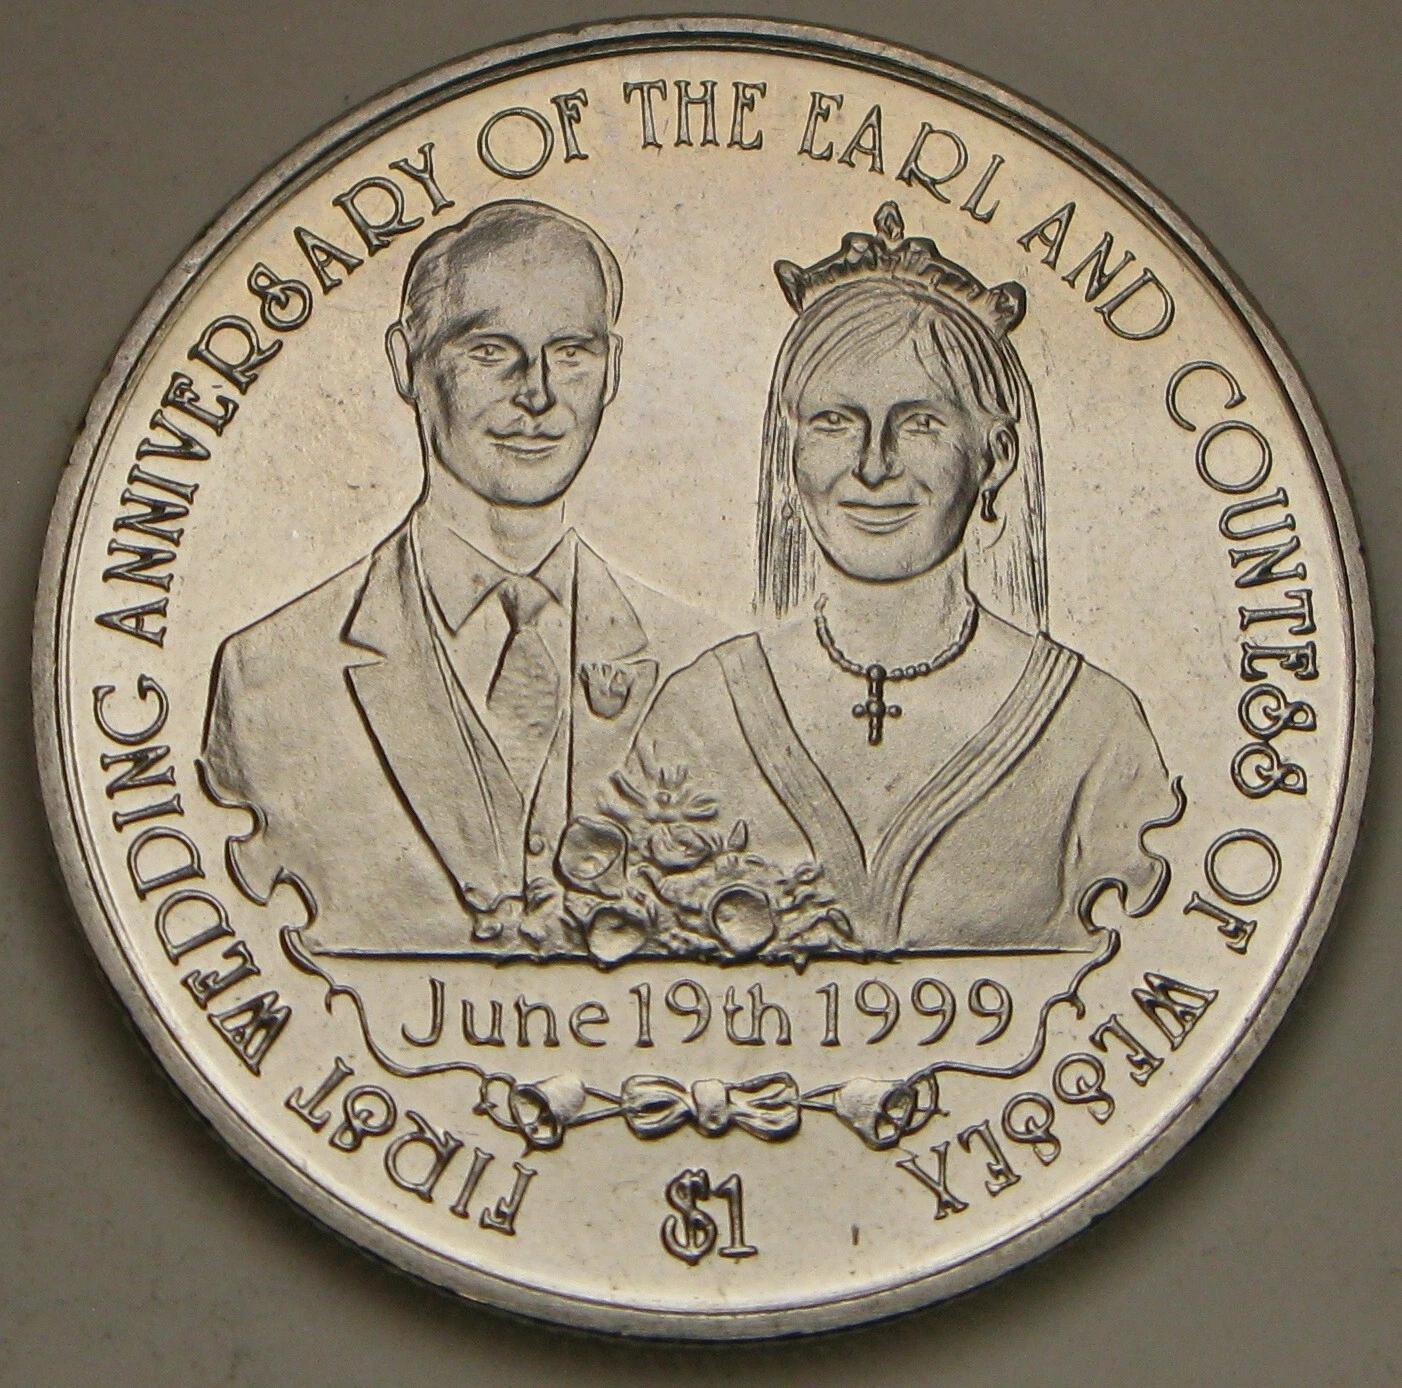 FIRST WEDDING ANNIVERSARY OF THE EARL AND COUNTESS OF WESSEX
June 19th 1999
$1